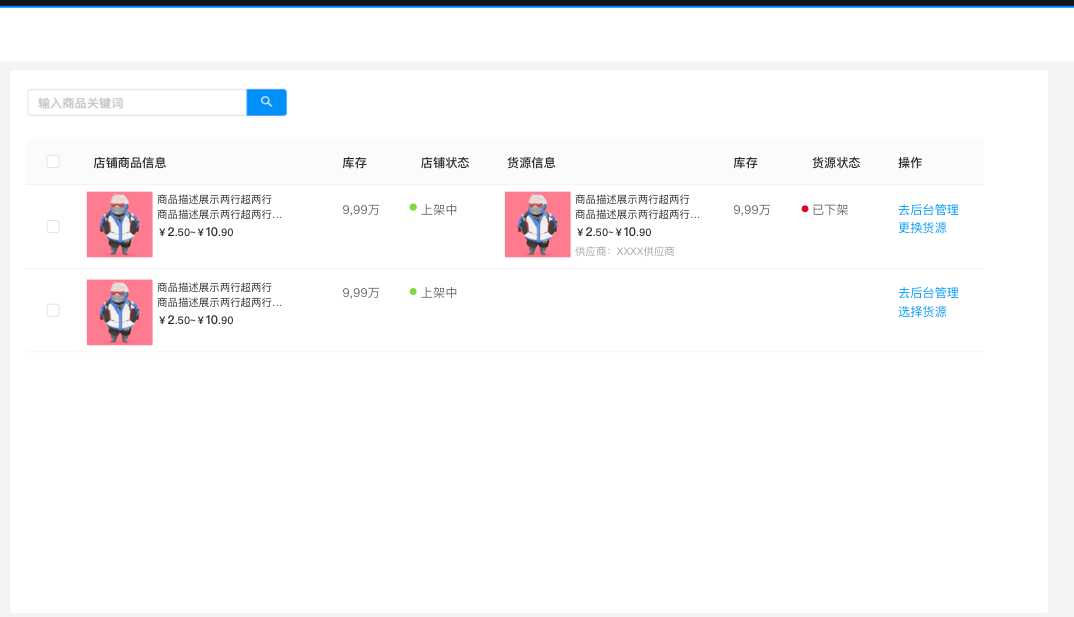 输入商品关键词
店铺商品信息 库存 店铺状态 货源信息 库存 货源状态 操作
商品描述展示两行超两行
商品描述展示两行超两行...
¥2.50~¥10.90
9,99万
上架中
商品描述展示两行超两行
商品描述展示两行超两行...
¥2.50~¥10.90
供应商：XXXX供应商
9,99万
已下架
去后台管理
更换货源
商品描述展示两行超两行
商品描述展示两行超两行...
¥2.50~¥10.90
9,99万
上架中
去后台管理
选择货源